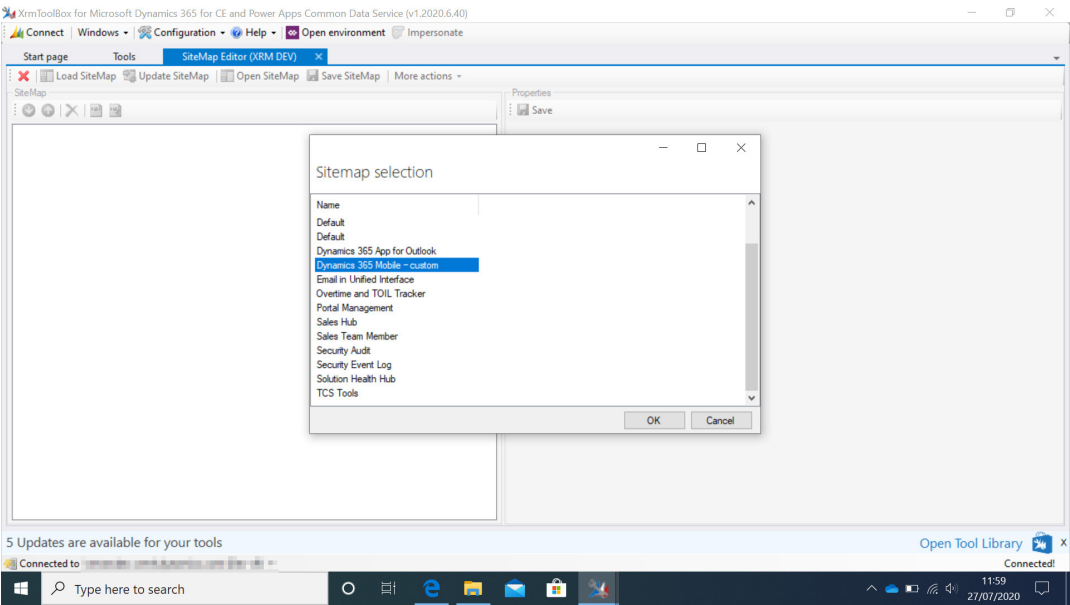 XrmToolBox for Microsoft Dynamics 365 for CE and Power Apps Common Data Service (v1.2020.6.40)
Connect Windows Configuration Help Open environment Impersonate
Start page Tools SiteMap Editor (XRM DEV)
Load SiteMap Update SiteMap Open SiteMap Save SiteMap More actions
SiteMap Properties
Save
Sitemap selection
Name
Default
Default
Dynamics 365 App for Outlook
Dynamics 365 Mobile - custom
Email in Unified Interface
Overtime and TOIL Tracker
Portal Management
Sales Hub
Sales Team Member
Security Audit
Security Event Log
Solution Health Hub
TCS Tools
OK Cancel
5 Updates are available for your tools Open Tool Library x
Connected to Connected!
Type here to search
11:59
27/07/2020